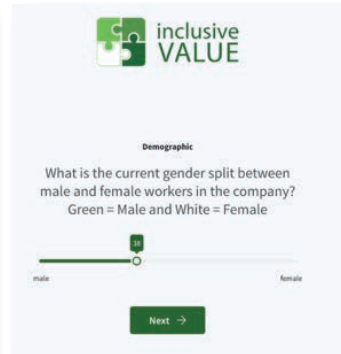 inclusive
VALUE
Demographic
What is the current gender split between
male and female workers in the company?
Green = Male and White = Female
male
female
Next →